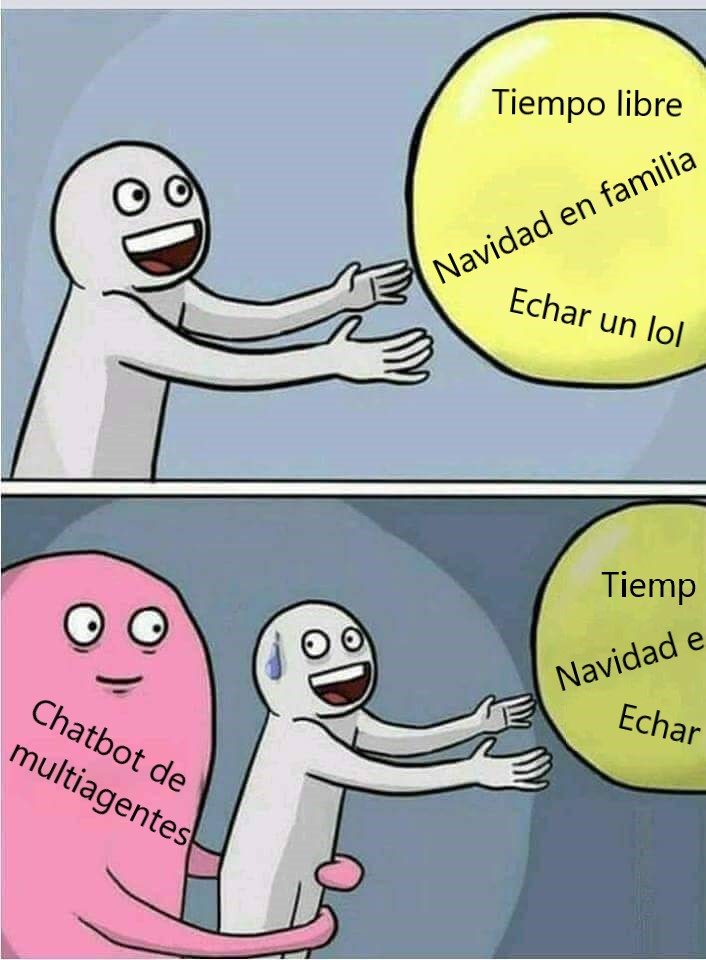 Tiempo libre
Navidad en familia
Echar un lol
Tiemp
Navidad e
Echar
Chatbot de
multiagentes